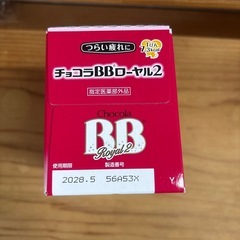 つらい疲れに
チョコラBBローヤル2
指定医薬部外品
Chocola
BB
Royal2
使用期限 製造番号
2028.5 56A53X
Y